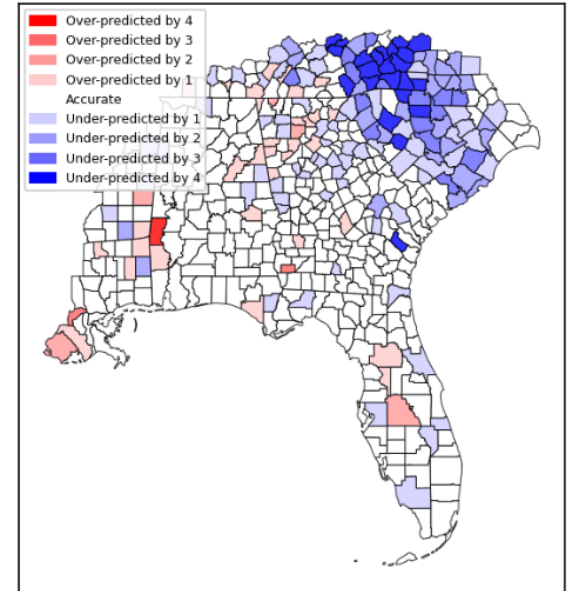 Over-predicted by 4
Over-predicted by 3
Over-predicted by 2
Over-predicted by 1
Accurate
Under-predicted by 1
Under-predicted by 2
Under-predicted by 3
Under-predicted by 4